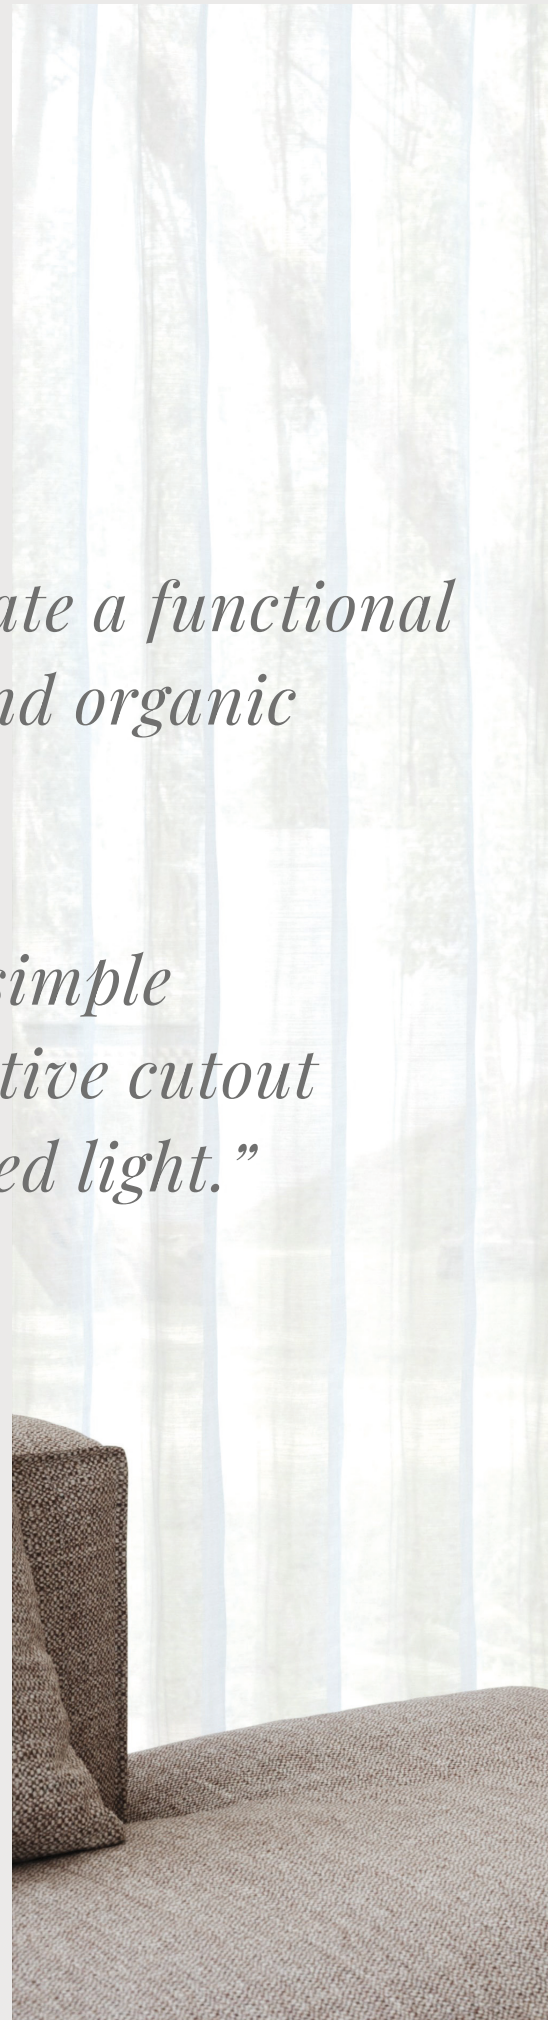 ate a functional
nd organic
simple
tive cutout
ed light.”